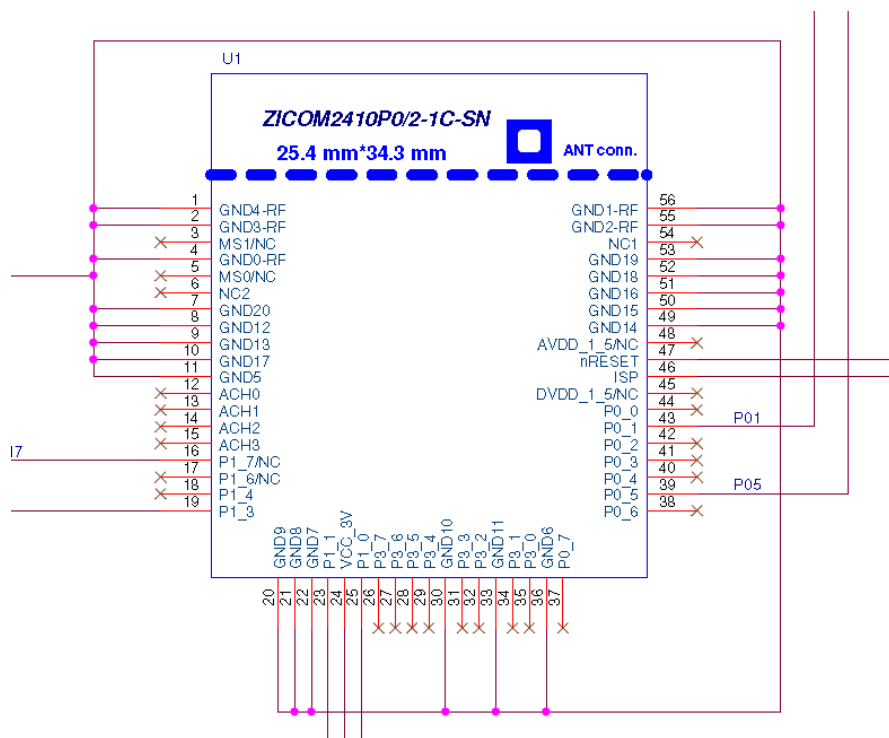 U1
ZICOM2410P0/2-1C-SN
25.4 mm*34.3 mm
ANT conn.
1 GND4-RF
2 GND3-RF
3 MS1/NC
4 GND0-RF
5 MS0/NC
6 NC2
7 GND20
8 GND12
9 GND13
10 GND17
11 GND5
12 ACH0
13 ACH1
14 ACH2
15 ACH3
16 P1_7/NC
17 P1_6/NC
18 P1_4
19 P1_3
I7
GND1-RF 56
GND2-RF 55
NC1 54
GND19 53
GND18 52
GND16 51
GND15 50
GND14 49
AVDD_1_5/NC 48
nRESET 47
ISP 46
DVDD_1_5/NC 45
P0_0 44
P0_1 43
P0_2 42
P0_3 41
P0_4 40
P0_5 39
P0_6 38
P01
P05
20 GND9
21 GND8
22 GND7
23 P1_1
24 VCC_3V
25 P1_0
26 P3_7
27 P3_6
28 P3_5
29 P3_4
30 GND10
31 P3_3
32 P3_2
33 GND11
34 P3_1
35 P3_0
36 GND6
37 P0_7